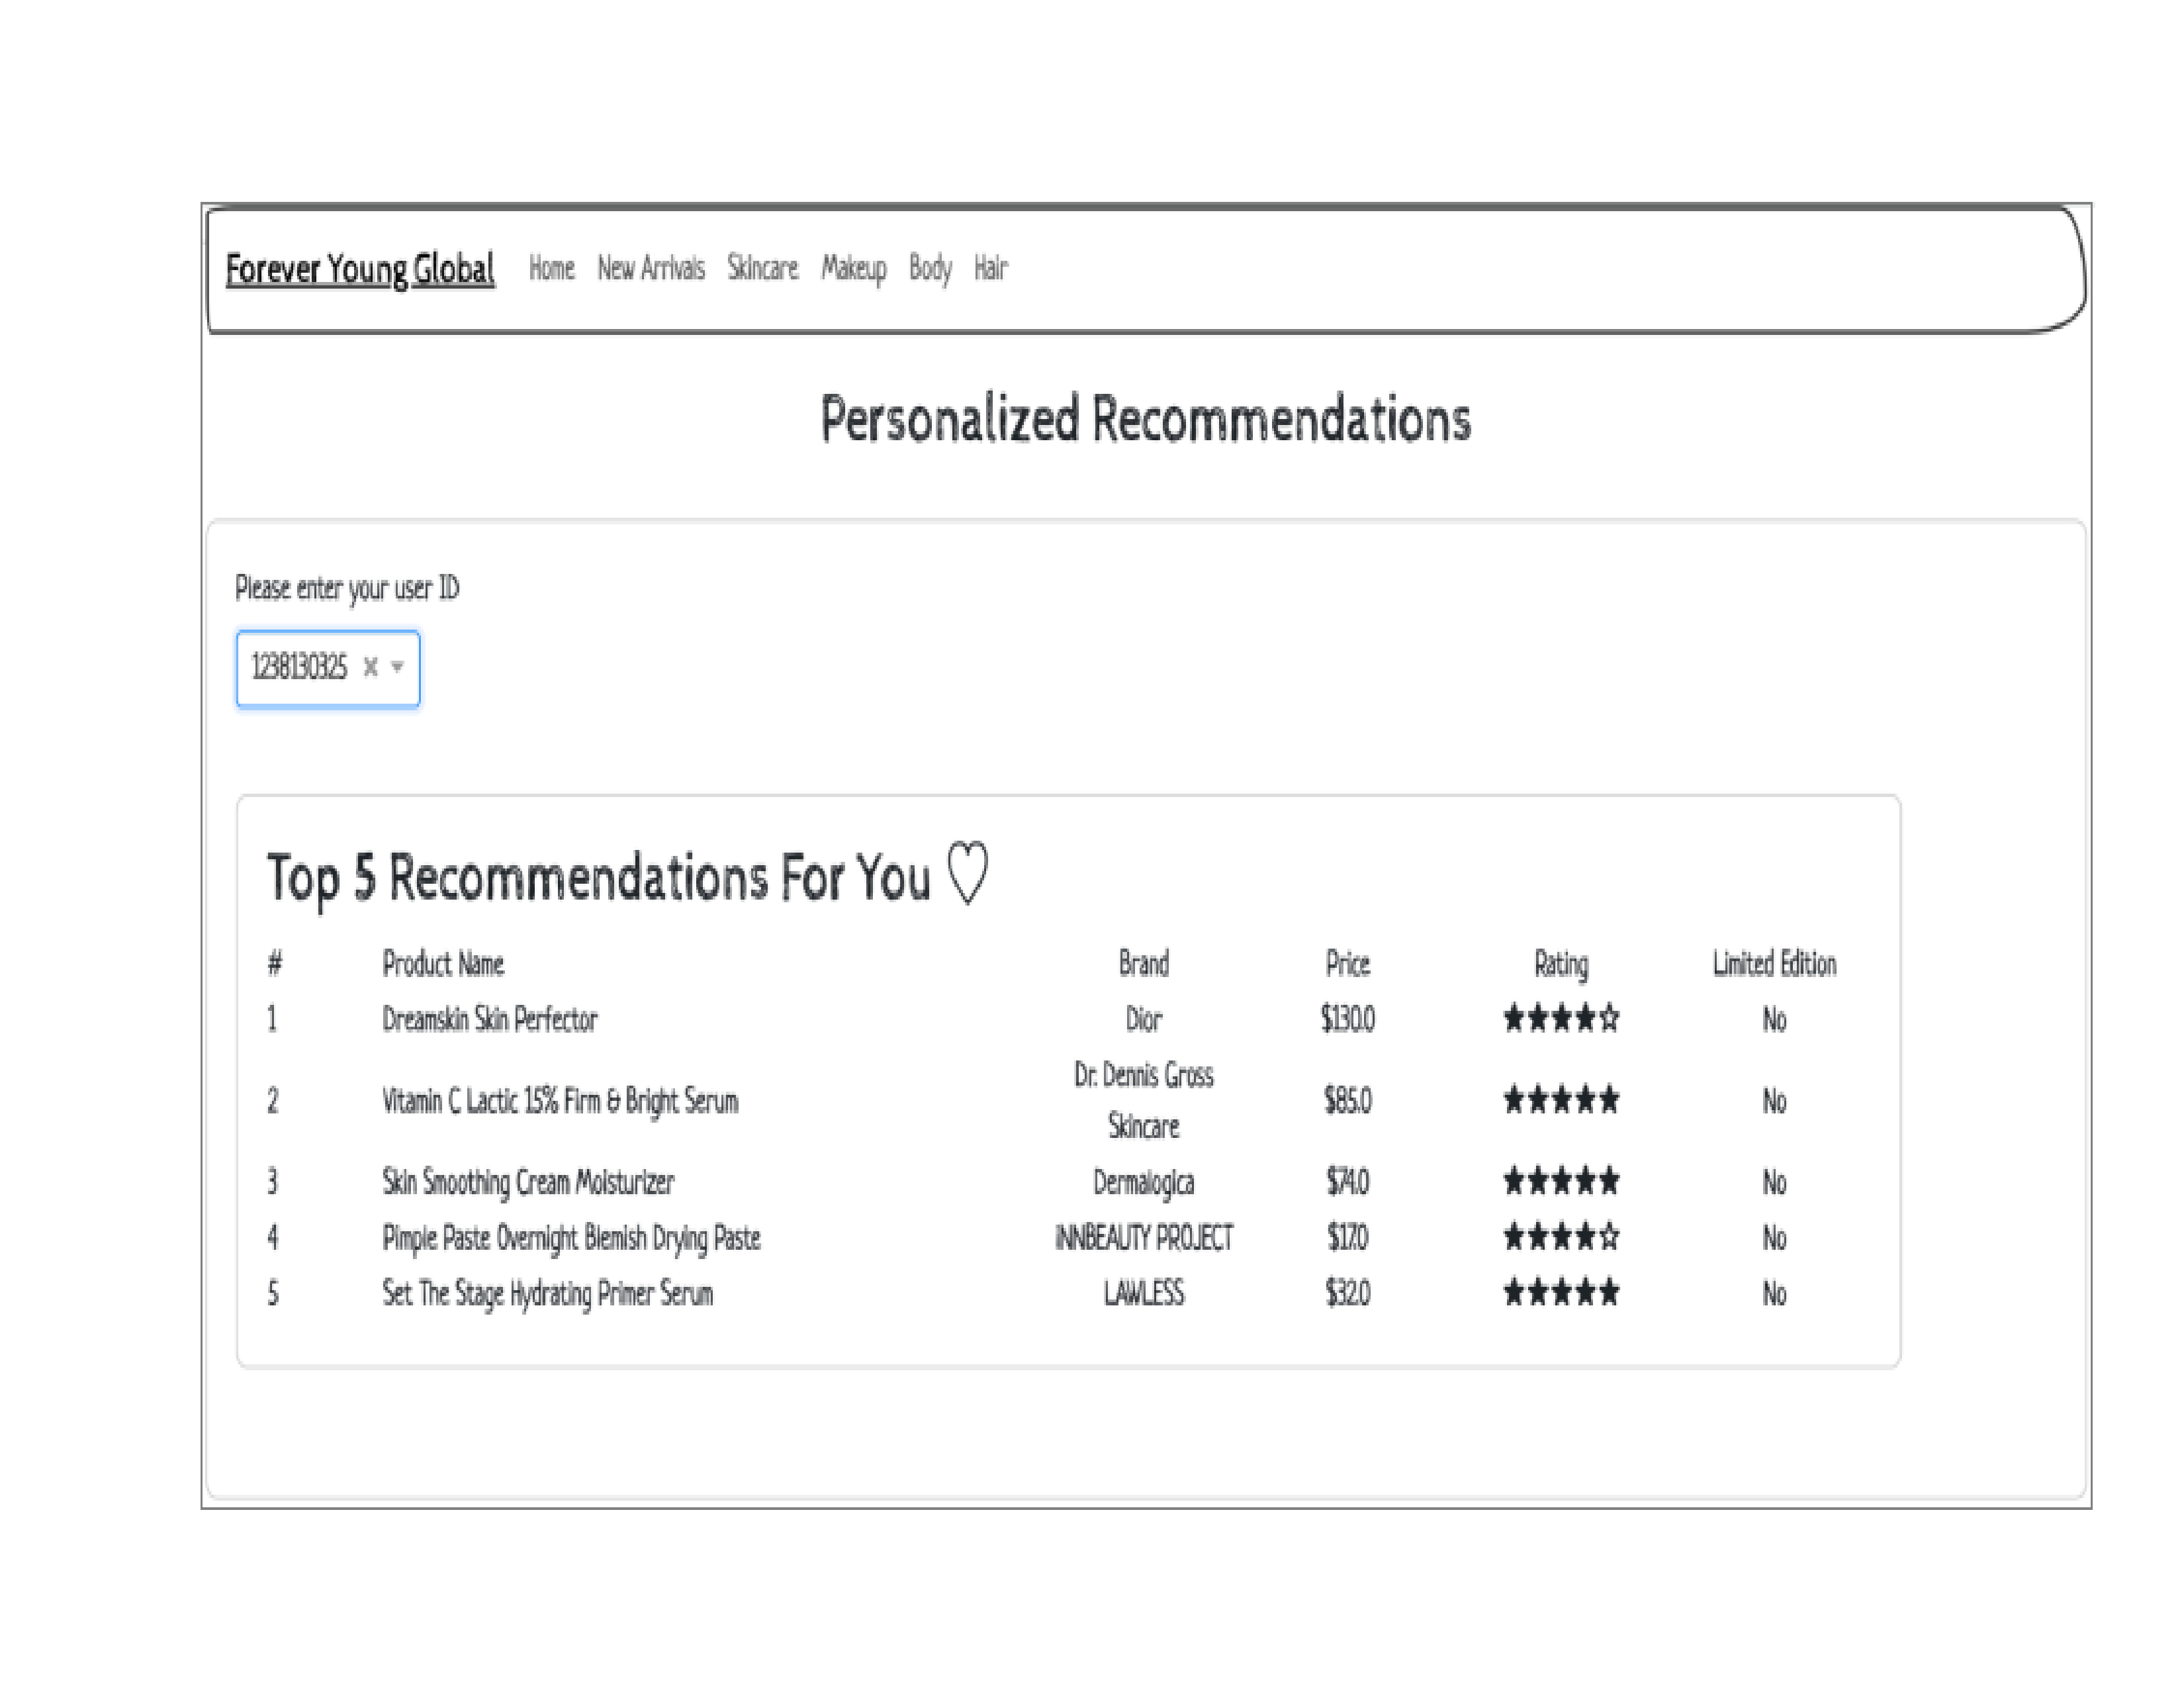 Forever Young Global Home New Arrivals Skincare Makeup Body Hair
Personalized Recommendations
Please enter your user ID
1238130325
Top 5 Recommendations For You ♡
# Product Name Brand Price Rating Limited Edition
1 Dreamskin Skin Perfector Dior $130.0 ★★★★☆ No
2 Vitamin C Lactic 15% Firm & Bright Serum Dr. Dennis Gross Skincare $85.0 ★★★★★ No
3 Skin Smoothing Cream Moisturizer Dermalogica $74.0 ★★★★★ No
4 Pimple Paste Overnight Blemish Drying Paste INNBEAUTY PROJECT $17.0 ★★★★☆ No
5 Set The Stage Hydrating Primer Serum LAWLESS $32.0 ★★★★★ No